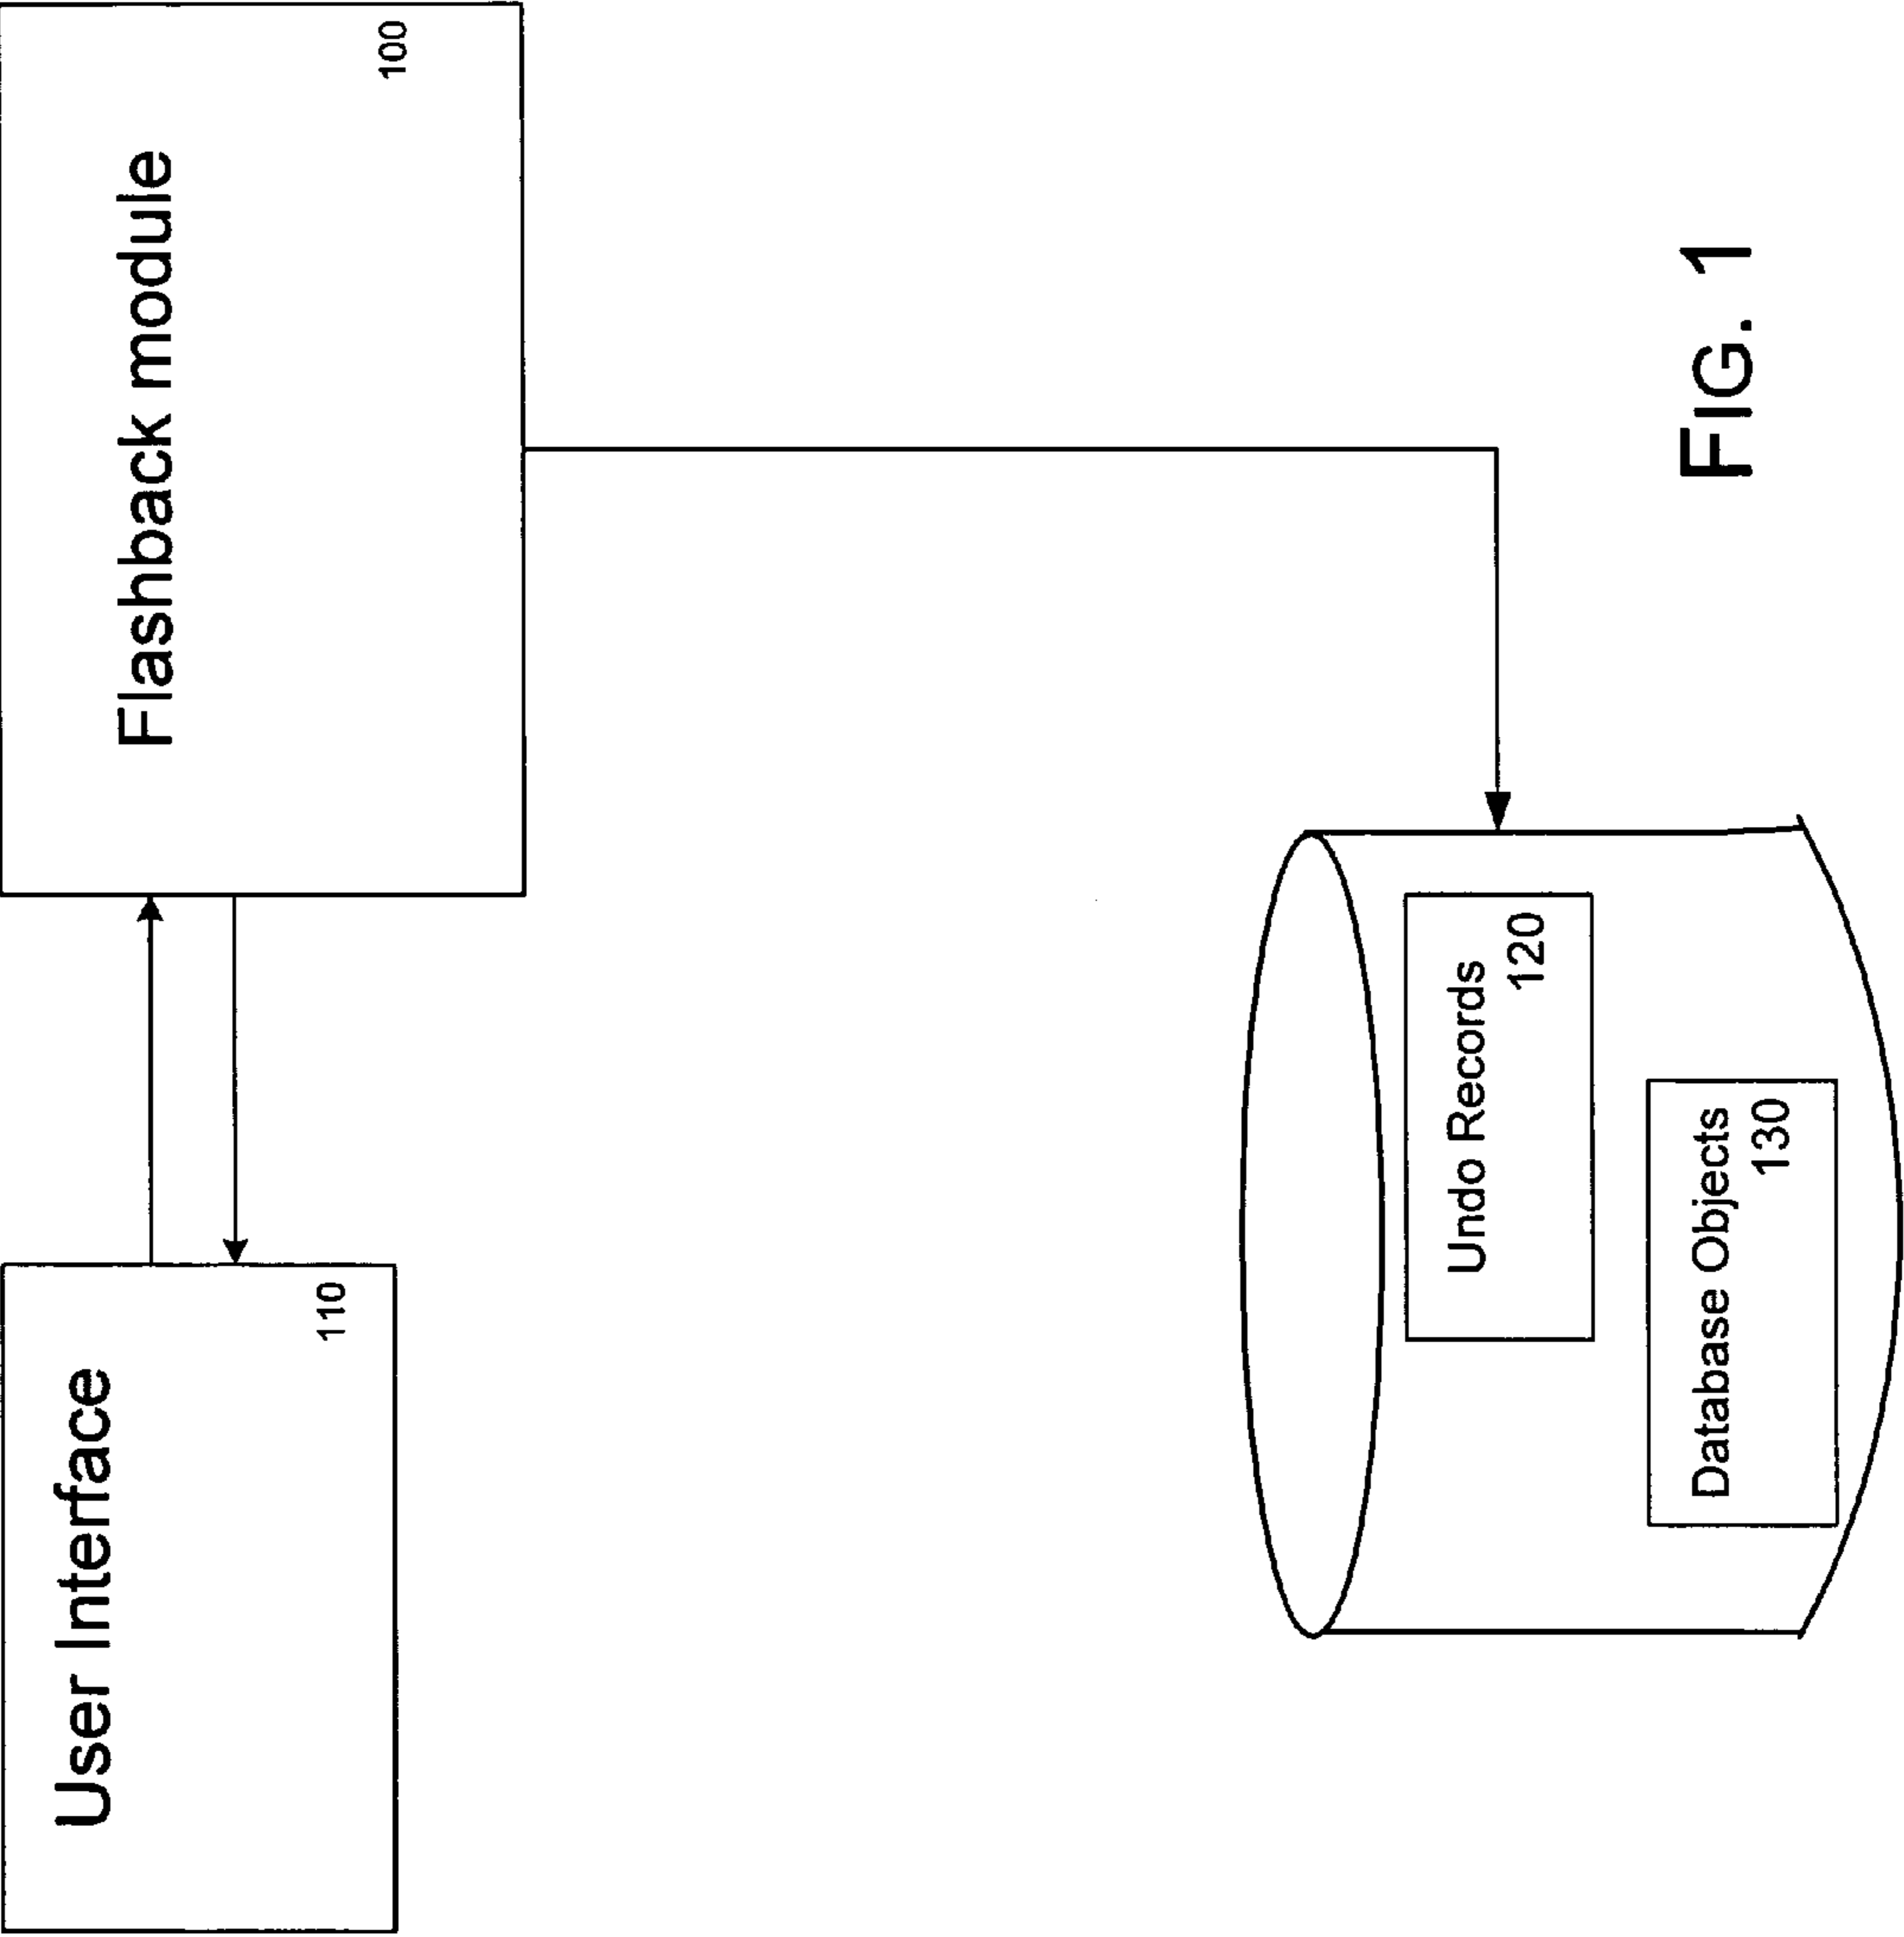 User Interface
110
Flashback module
100
Undo Records
120
Database Objects
130
FIG. 1